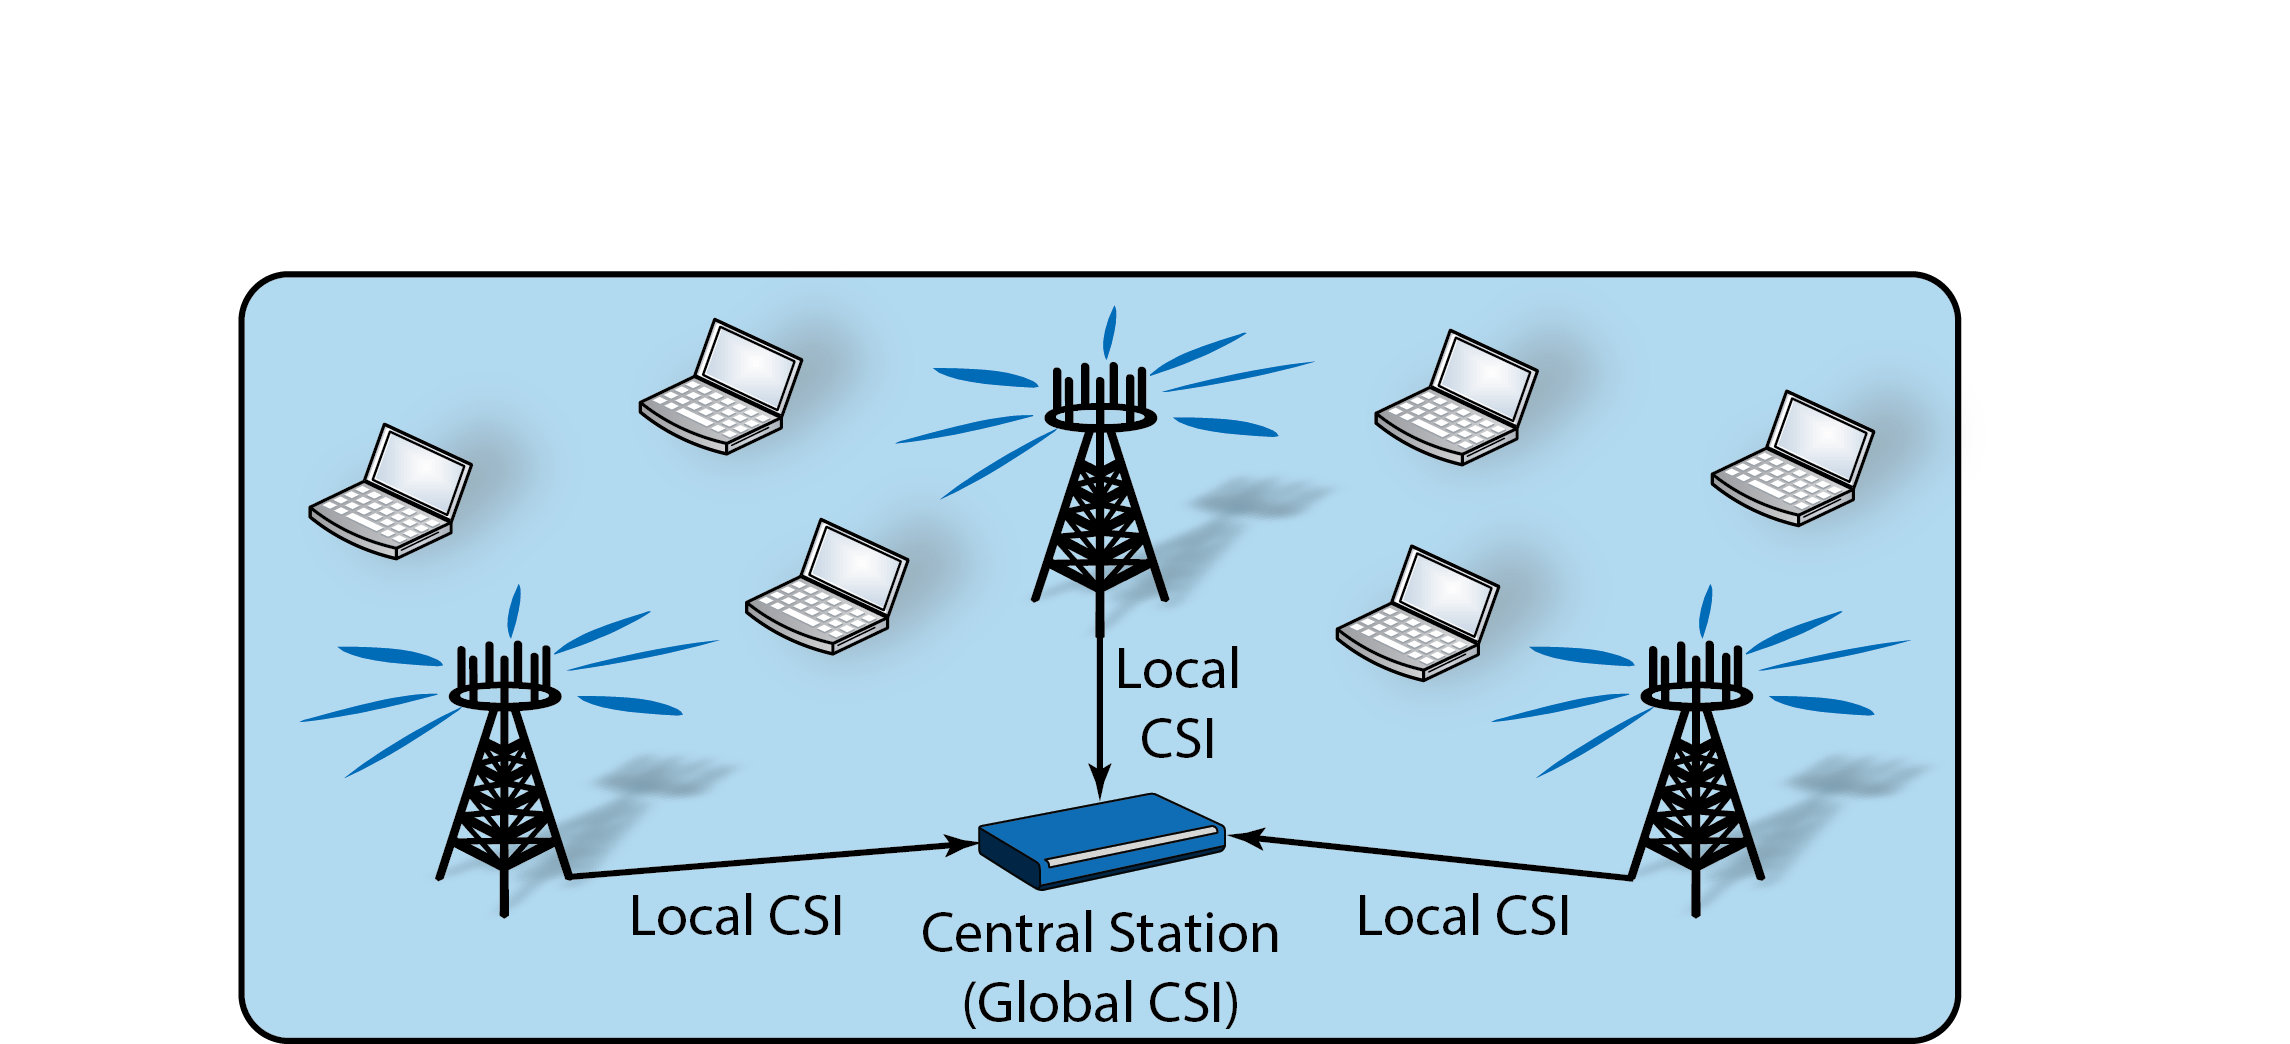 Local
CSI
Local CSI
Local CSI
Central Station
(Global CSI)